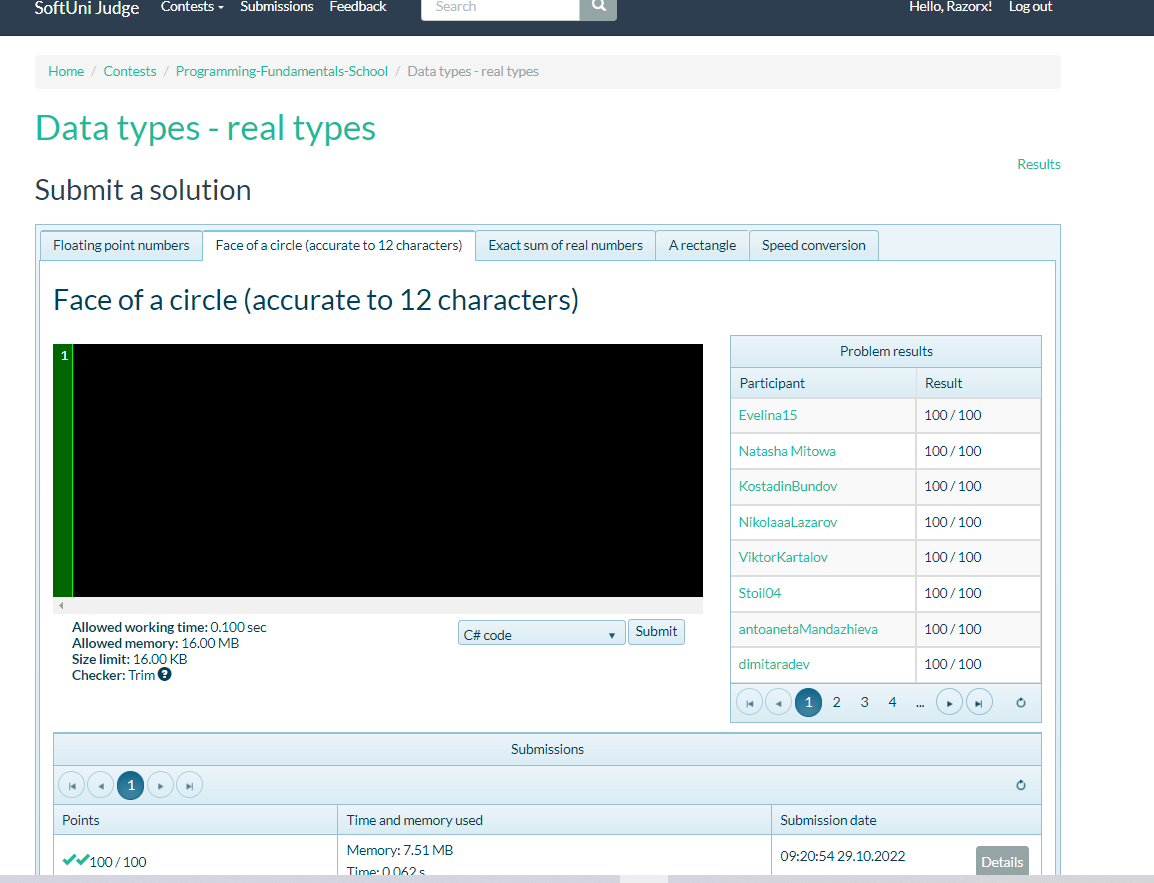 SoftUni Judge Contests Submissions Feedback Search Hello, Razorx! Log out
Home / Contests / Programming-Fundamentals-School / Data types - real types
Data types - real types
Results
Submit a solution
Floating point numbers Face of a circle (accurate to 12 characters) Exact sum of real numbers A rectangle Speed conversion
Face of a circle (accurate to 12 characters)
1
Allowed working time: 0.100 sec
Allowed memory: 16.00 MB
Size limit: 16.00 KB
Checker: Trim ?
C# code Submit
Problem results
Participant Result
Evelina15 100 / 100
Natasha Mitowa 100 / 100
KostadinBundov 100 / 100
NikolaaaLazarov 100 / 100
ViktorKartalov 100 / 100
Stoil04 100 / 100
antoanetaMandazhieva 100 / 100
dimitaradev 100 / 100
1 2 3 4 ...
Submissions
1
Points Time and memory used Submission date
100 / 100 Memory: 7.51 MB 09:20:54 29.10.2022 Details
Time: 0.062 s